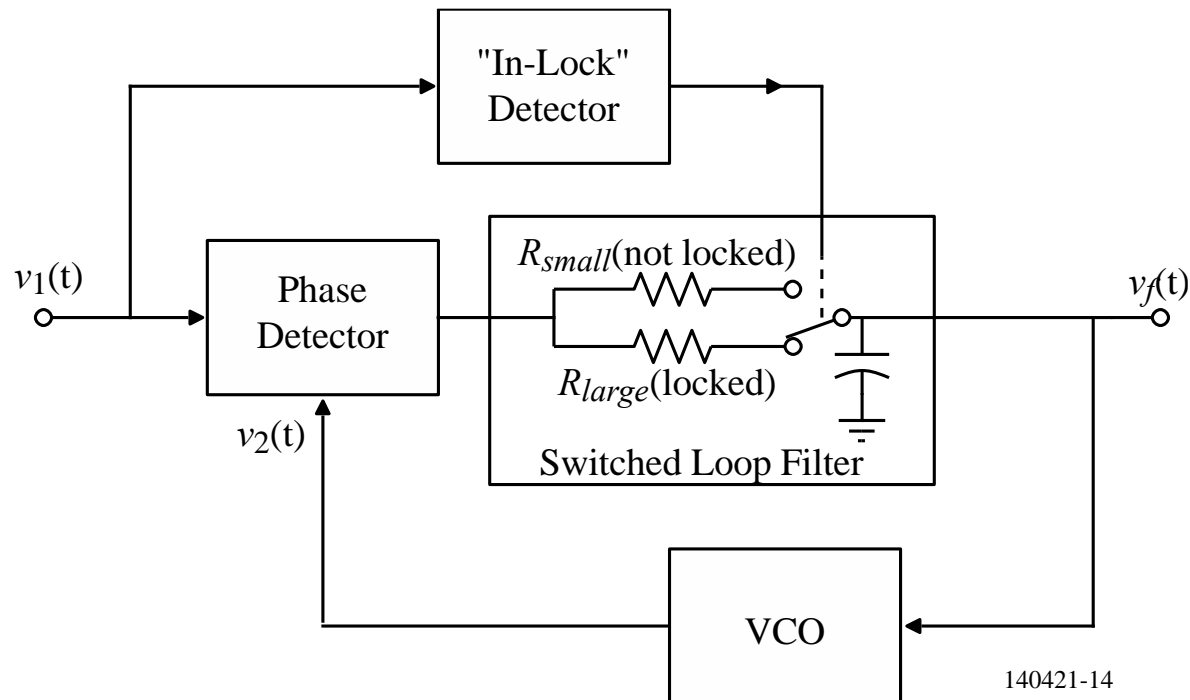 "In-Lock"
Detector
v1(t)
Phase
Detector
Rsmall(not locked)
Rlarge(locked)
vf(t)
v2(t)
Switched Loop Filter
VCO
140421-14